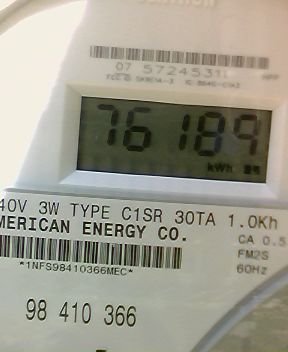 07 57245311
76189
kWh
40V 3W TYPE C1SR 30TA 1.0Kh
MERICAN ENERGY CO.
CA 0.5
*1NFS98410366MEC*
FM2S
60Hz
98 410 366